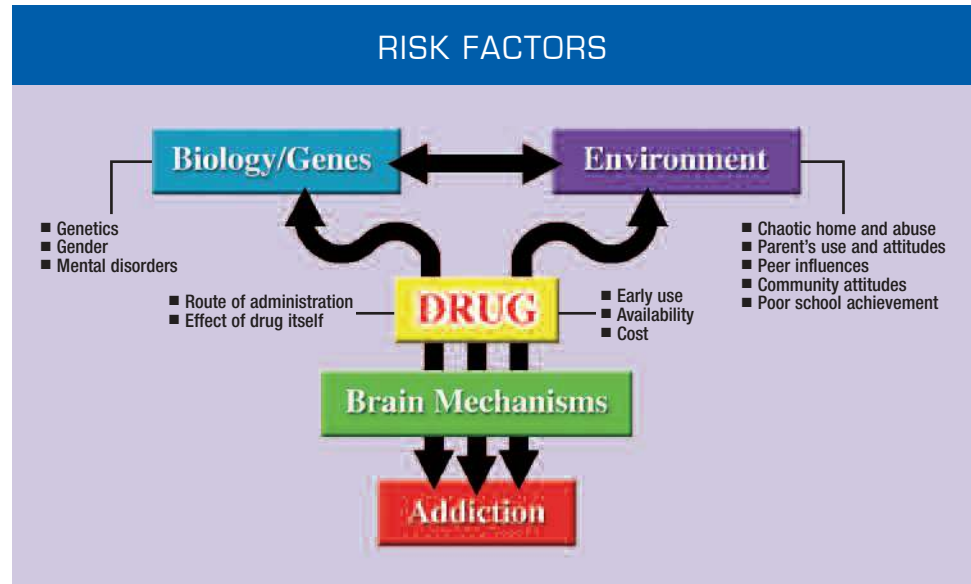 RISK FACTORS
Biology/Genes
Environment
■ Genetics
■ Gender
■ Mental disorders
■ Chaotic home and abuse
■ Parent's use and attitudes
■ Peer influences
■ Community attitudes
■ Poor school achievement
■ Route of administration
■ Effect of drug itself
DRUG
■ Early use
■ Availability
■ Cost
Brain Mechanisms
Addiction